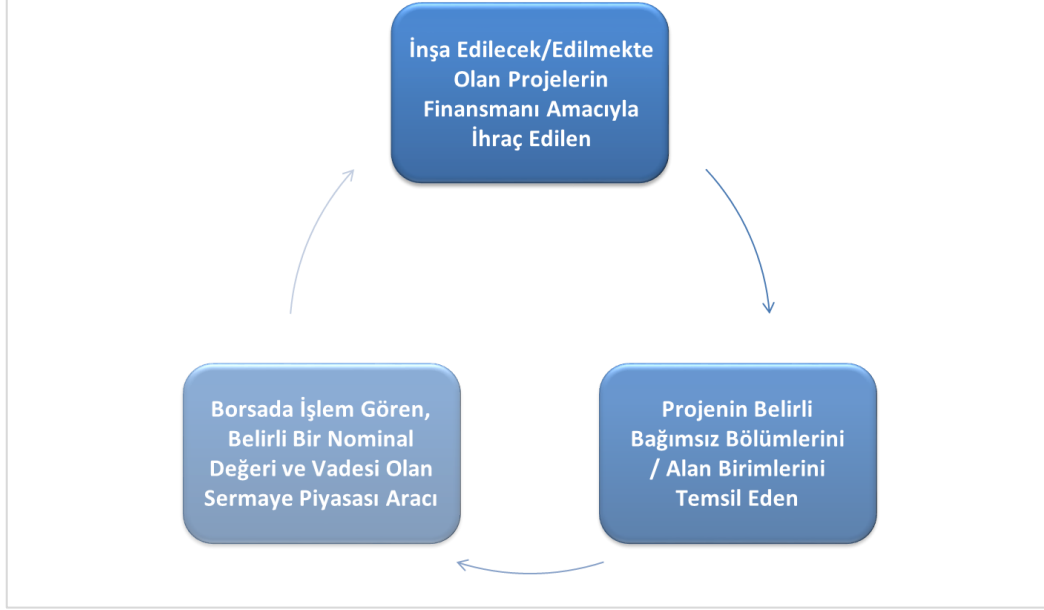 İnşa Edilecek/Edilmekte
Olan Projelerin
Finansmanı Amacıyla
İhraç Edilen
Projenin Belirli
Bağımsız Bölümlerini
/ Alan Birimlerini
Temsil Eden
Borsada İşlem Gören,
Belirli Bir Nominal
Değeri ve Vadesi Olan
Sermaye Piyasası Aracı